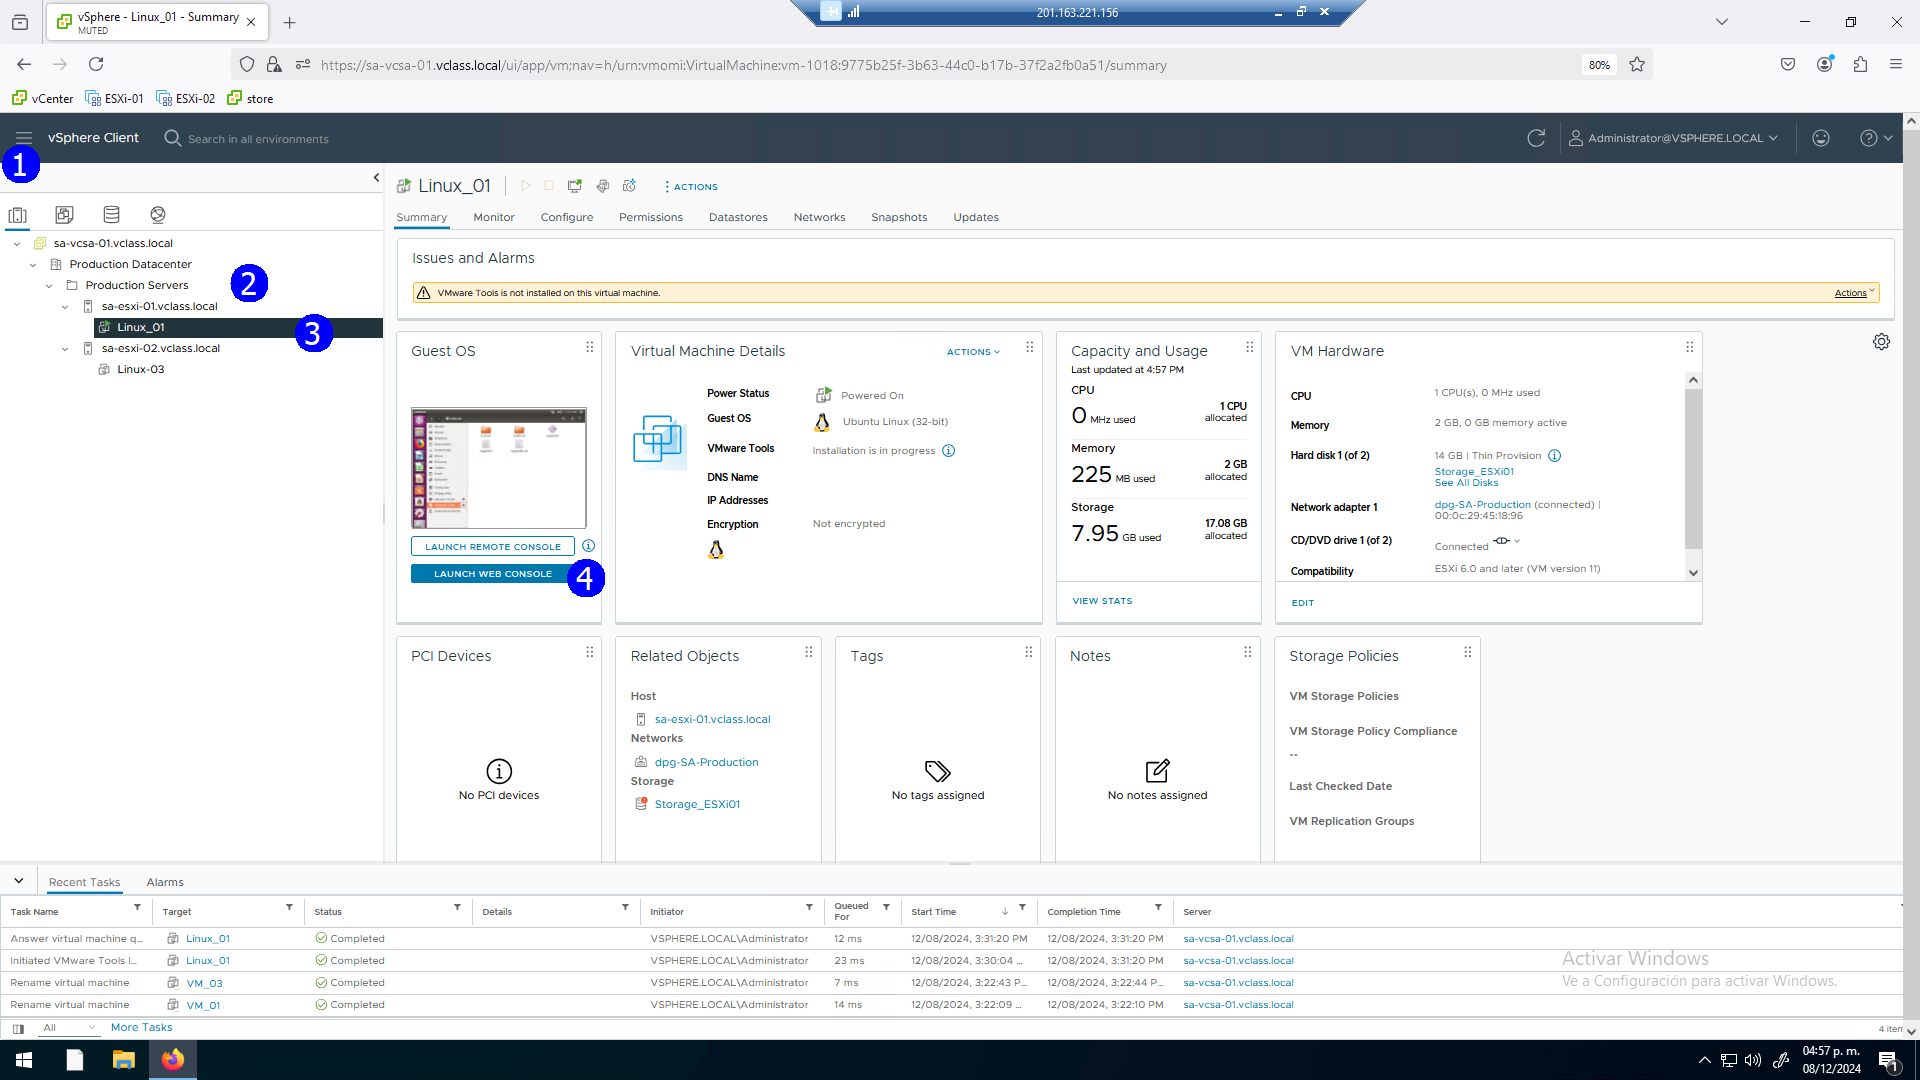 vSphere - Linux_01 - Summary
MUTED
201.163.221.156
https://sa-vcsa-01.vclass.local/ui/app/vm;nav=h/urn:vmomi:VirtualMachine:vm-1018:9775b25f-3b63-44c0-b17b-37f2a2fb0a51/summary
80%
vCenter
ESXi-01
ESXi-02
store
vSphere Client
Search in all environments
Administrator@VSPHERE.LOCAL
1
Linux_01
ACTIONS
Summary
Monitor
Configure
Permissions
Datastores
Networks
Snapshots
Updates
sa-vcsa-01.vclass.local
Production Datacenter
Production Servers
2
sa-esxi-01.vclass.local
Linux_01
3
sa-esxi-02.vclass.local
Linux-03
Issues and Alarms
VMware Tools is not installed on this virtual machine.
Actions
Guest OS
LAUNCH REMOTE CONSOLE
LAUNCH WEB CONSOLE
4
Virtual Machine Details
ACTIONS
Power Status
Powered On
Guest OS
Ubuntu Linux (32-bit)
VMware Tools
Installation is in progress
DNS Name
IP Addresses
Encryption
Not encrypted
Capacity and Usage
Last updated at 4:57 PM
CPU
0 MHz used
1 CPU
allocated
Memory
225 MB used
2 GB
allocated
Storage
7.95 GB used
17.08 GB
allocated
VIEW STATS
VM Hardware
CPU
1 CPU(s), 0 MHz used
Memory
2 GB, 0 GB memory active
Hard disk 1 (of 2)
14 GB | Thin Provision
Storage_ESXi01
See All Disks
Network adapter 1
dpg-SA-Production (connected) |
00:0c:29:45:18:96
CD/DVD drive 1 (of 2)
Connected
Compatibility
ESXi 6.0 and later (VM version 11)
EDIT
PCI Devices
No PCI devices
Related Objects
Host
sa-esxi-01.vclass.local
Networks
dpg-SA-Production
Storage
Storage_ESXi01
Tags
No tags assigned
Notes
No notes assigned
Storage Policies
VM Storage Policies
VM Storage Policy Compliance
--
Last Checked Date
VM Replication Groups
Recent Tasks
Alarms
Task Name
Target
Status
Details
Initiator
Queued
For
Start Time
Completion Time
Server
Answer virtual machine q... Linux_01 Completed VSPHERE.LOCAL\Administrator 12 ms 12/08/2024, 3:31:20 PM 12/08/2024, 3:31:20 PM sa-vcsa-01.vclass.local
Initiated VMware Tools I... Linux_01 Completed VSPHERE.LOCAL\Administrator 23 ms 12/08/2024, 3:30:04 ... 12/08/2024, 3:31:20 PM sa-vcsa-01.vclass.local
Rename virtual machine VM_03 Completed VSPHERE.LOCAL\Administrator 7 ms 12/08/2024, 3:22:43 P... 12/08/2024, 3:22:44 P... sa-vcsa-01.vclass.local
Rename virtual machine VM_01 Completed VSPHERE.LOCAL\Administrator 14 ms 12/08/2024, 3:22:09 ... 12/08/2024, 3:22:10 PM sa-vcsa-01.vclass.local
Activar Windows
Ve a Configuración para activar Windows.
All
More Tasks
4 item
04:57 p. m.
08/12/2024
1